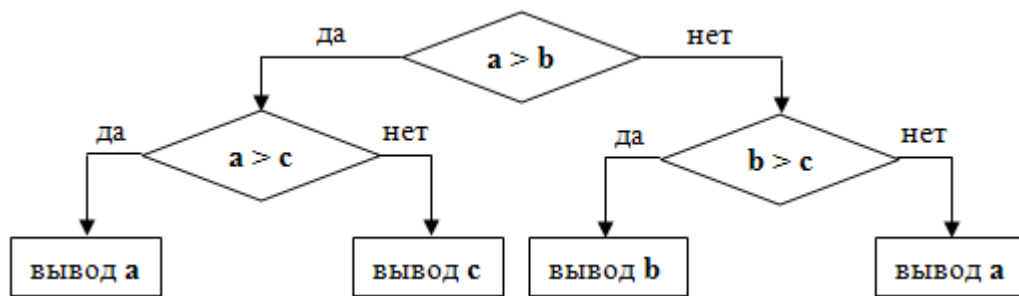 да
a > b
нет
да
a > c
нет
да
b > c
нет
вывод a
вывод c
вывод b
вывод a